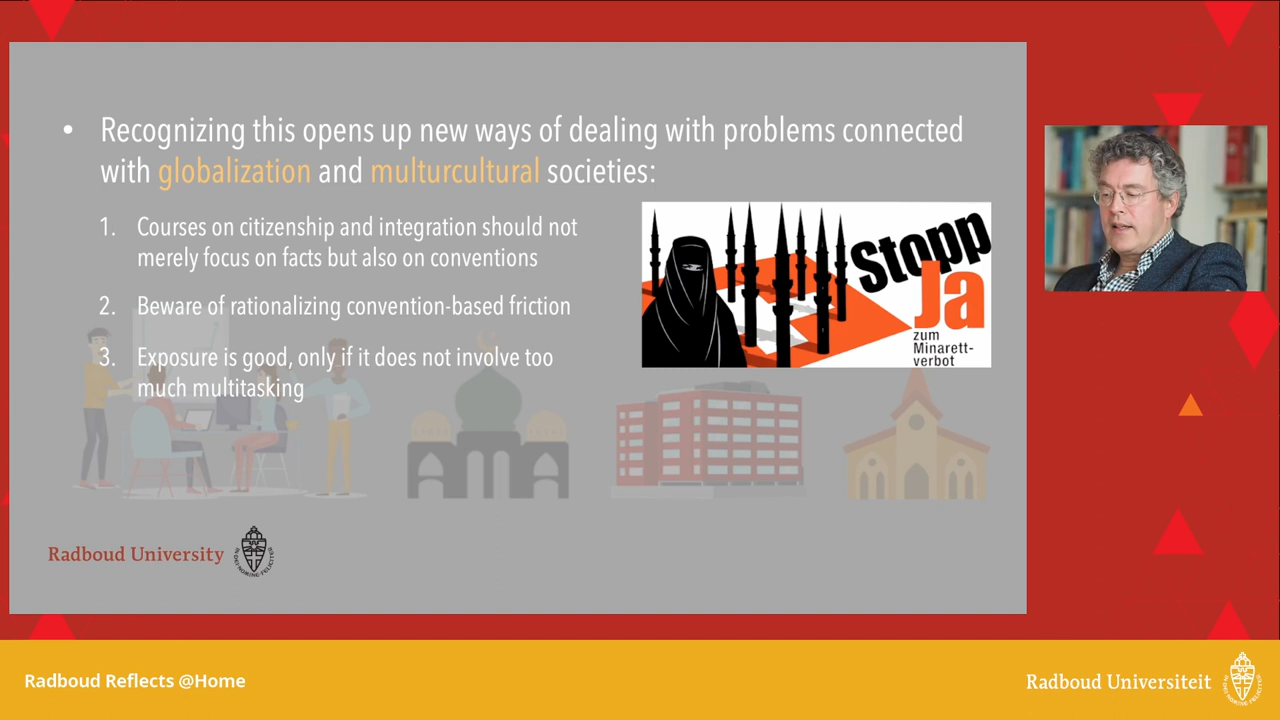 • Recognizing this opens up new ways of dealing with problems connected
with globalization and multurcultural societies:
1. Courses on citizenship and integration should not
merely focus on facts but also on conventions
2. Beware of rationalizing convention-based friction
3. Exposure is good, only if it does not involve too
much multitasking
Stopp
Ja
zum
Minarett-
verbot
Radboud University
Radboud Reflects @Home
Radboud Universiteit